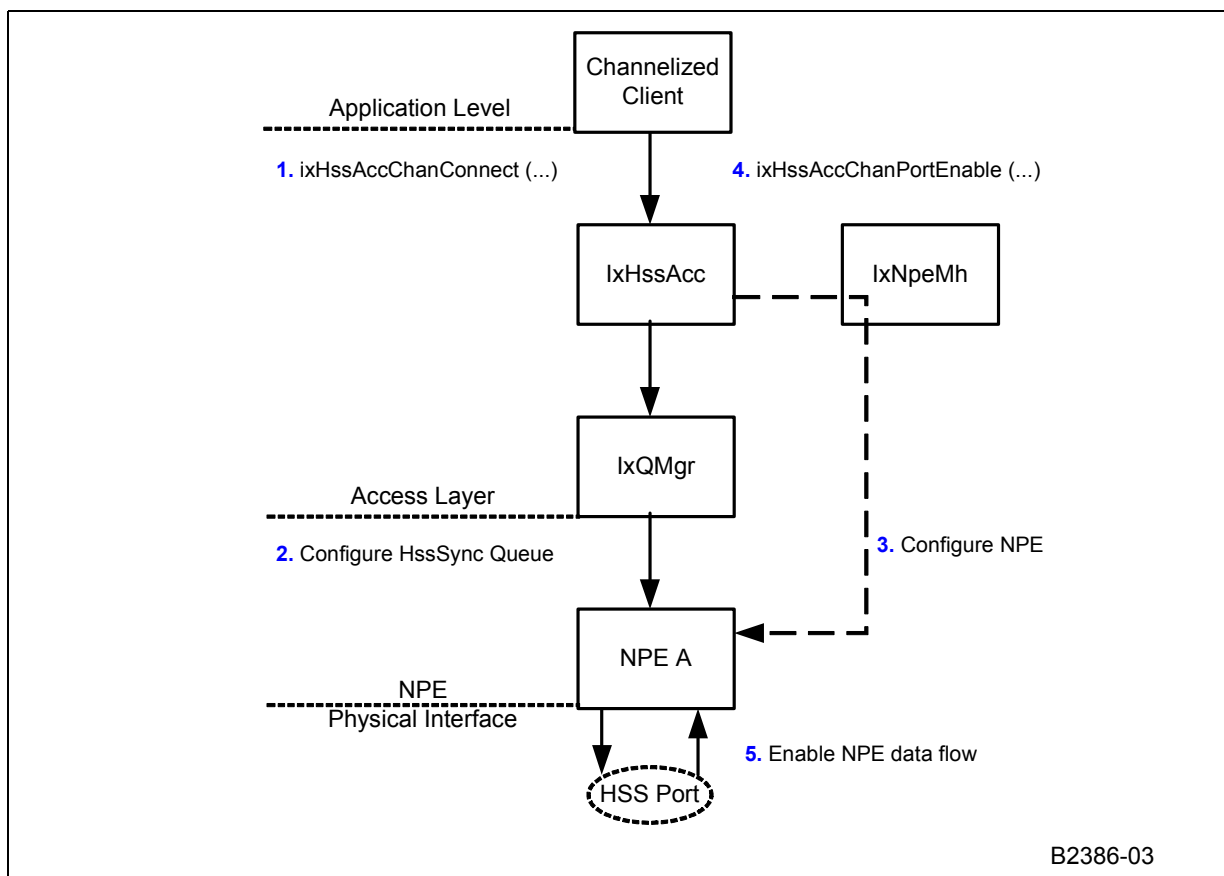 Channelized
Client
Application Level
1. ixHssAccChanConnect (...)
4. ixHssAccChanPortEnable (...)
IxHssAcc
IxNpeMh
IxQMgr
Access Layer
2. Configure HssSync Queue
3. Configure NPE
NPE A
NPE
Physical Interface
5. Enable NPE data flow
HSS Port
B2386-03